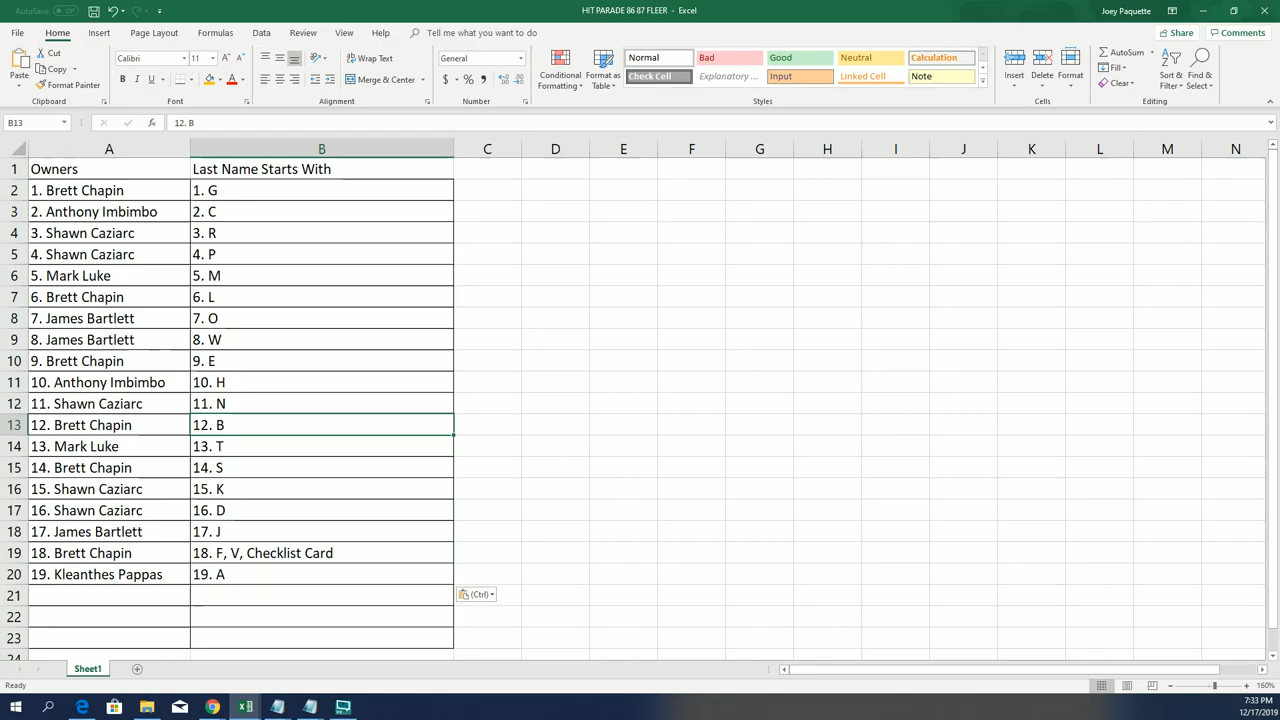 AutoSave Off
HIT PARADE 86 87 FLEER - Excel
Joey Paquette
File Home Insert Page Layout Formulas Data Review View Help Tell me what you want to do Share Comments
Paste Cut Copy Format Painter Clipboard
Calibri B I U A Font
Wrap Text Merge & Center Alignment
General $ % , Number
Conditional Formatting Format as Table
Normal Bad Good Neutral Calculation
Check Cell Explanatory ... Input Linked Cell Note
Styles
Insert Delete Format Cells
AutoSum Fill Clear Sort & Filter Find & Select Editing
B13 fx 12. B
A B C D E F G H I J K L M N
1 Owners Last Name Starts With
2 1. Brett Chapin 1. G
3 2. Anthony Imbimbo 2. C
4 3. Shawn Caziarc 3. R
5 4. Shawn Caziarc 4. P
6 5. Mark Luke 5. M
7 6. Brett Chapin 6. L
8 7. James Bartlett 7. O
9 8. James Bartlett 8. W
10 9. Brett Chapin 9. E
11 10. Anthony Imbimbo 10. H
12 11. Shawn Caziarc 11. N
13 12. Brett Chapin 12. B
14 13. Mark Luke 13. T
15 14. Brett Chapin 14. S
16 15. Shawn Caziarc 15. K
17 16. Shawn Caziarc 16. D
18 17. James Bartlett 17. J
19 18. Brett Chapin 18. F, V, Checklist Card
20 19. Kleanthes Pappas 19. A
21 (Ctrl)
22
23
24
Sheet1
Ready 160%
7:33 PM
12/17/2019